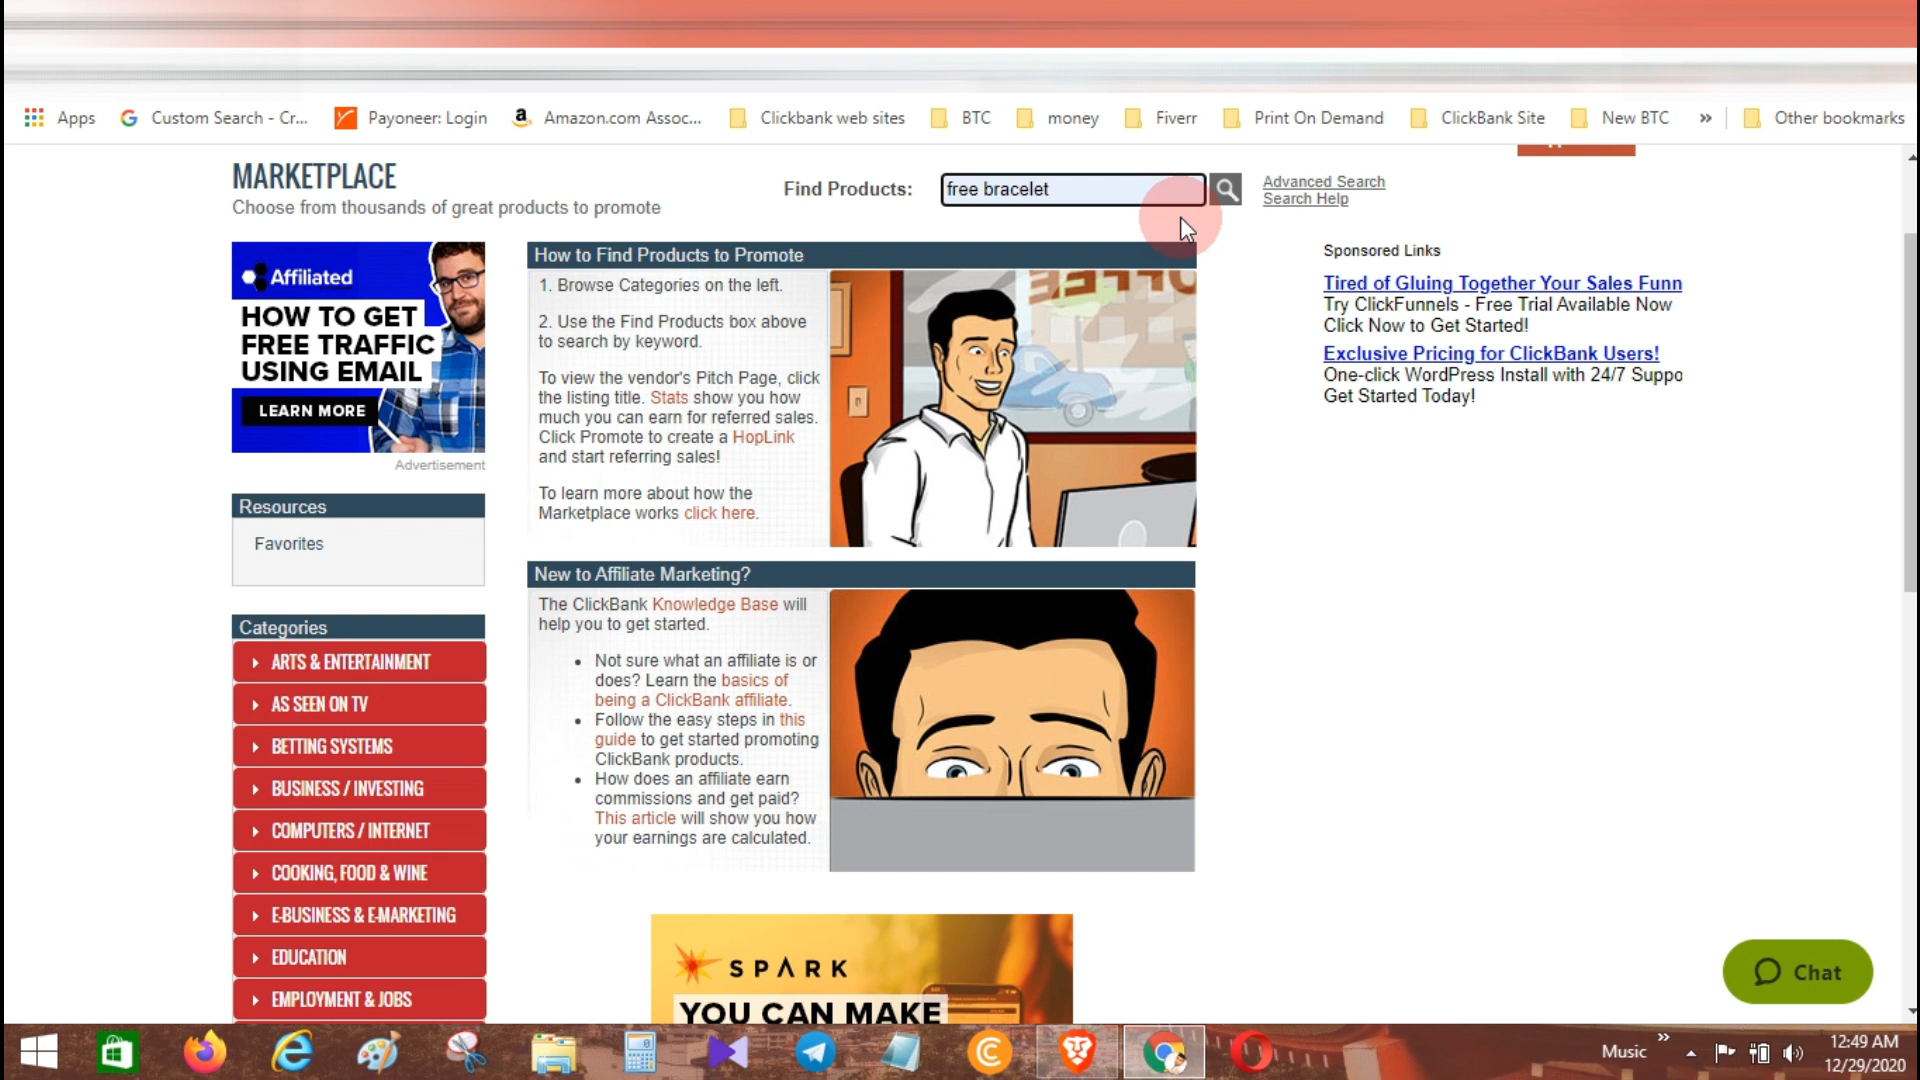 Apps
Custom Search - Cr...
Payoneer: Login
Amazon.com Assoc...
Clickbank web sites
BTC
money
Fiverr
Print On Demand
ClickBank Site
New BTC
»
Other bookmarks
MARKETPLACE
Choose from thousands of great products to promote
Find Products:
free bracelet
Advanced Search
Search Help
Affiliated
HOW TO GET
FREE TRAFFIC
USING EMAIL
LEARN MORE
Advertisement
Resources
Favorites
Categories
ARTS & ENTERTAINMENT
AS SEEN ON TV
BETTING SYSTEMS
BUSINESS / INVESTING
COMPUTERS / INTERNET
COOKING, FOOD & WINE
E-BUSINESS & E-MARKETING
EDUCATION
EMPLOYMENT & JOBS
How to Find Products to Promote
1. Browse Categories on the left.
2. Use the Find Products box above
to search by keyword.
To view the vendor's Pitch Page, click
the listing title. Stats show you how
much you can earn for referred sales.
Click Promote to create a HopLink
and start referring sales!
To learn more about how the
Marketplace works click here.
New to Affiliate Marketing?
The ClickBank Knowledge Base will
help you to get started.
• Not sure what an affiliate is or
does? Learn the basics of
being a ClickBank affiliate.
• Follow the easy steps in this
guide to get started promoting
ClickBank products.
• How does an affiliate earn
commissions and get paid?
This article will show you how
your earnings are calculated.
SPARK
YOU CAN MAKE
Sponsored Links
Tired of Gluing Together Your Sales Funn
Try ClickFunnels - Free Trial Available Now
Click Now to Get Started!
Exclusive Pricing for ClickBank Users!
One-click WordPress Install with 24/7 Suppo
Get Started Today!
Chat
Music
»
12:49 AM
12/29/2020